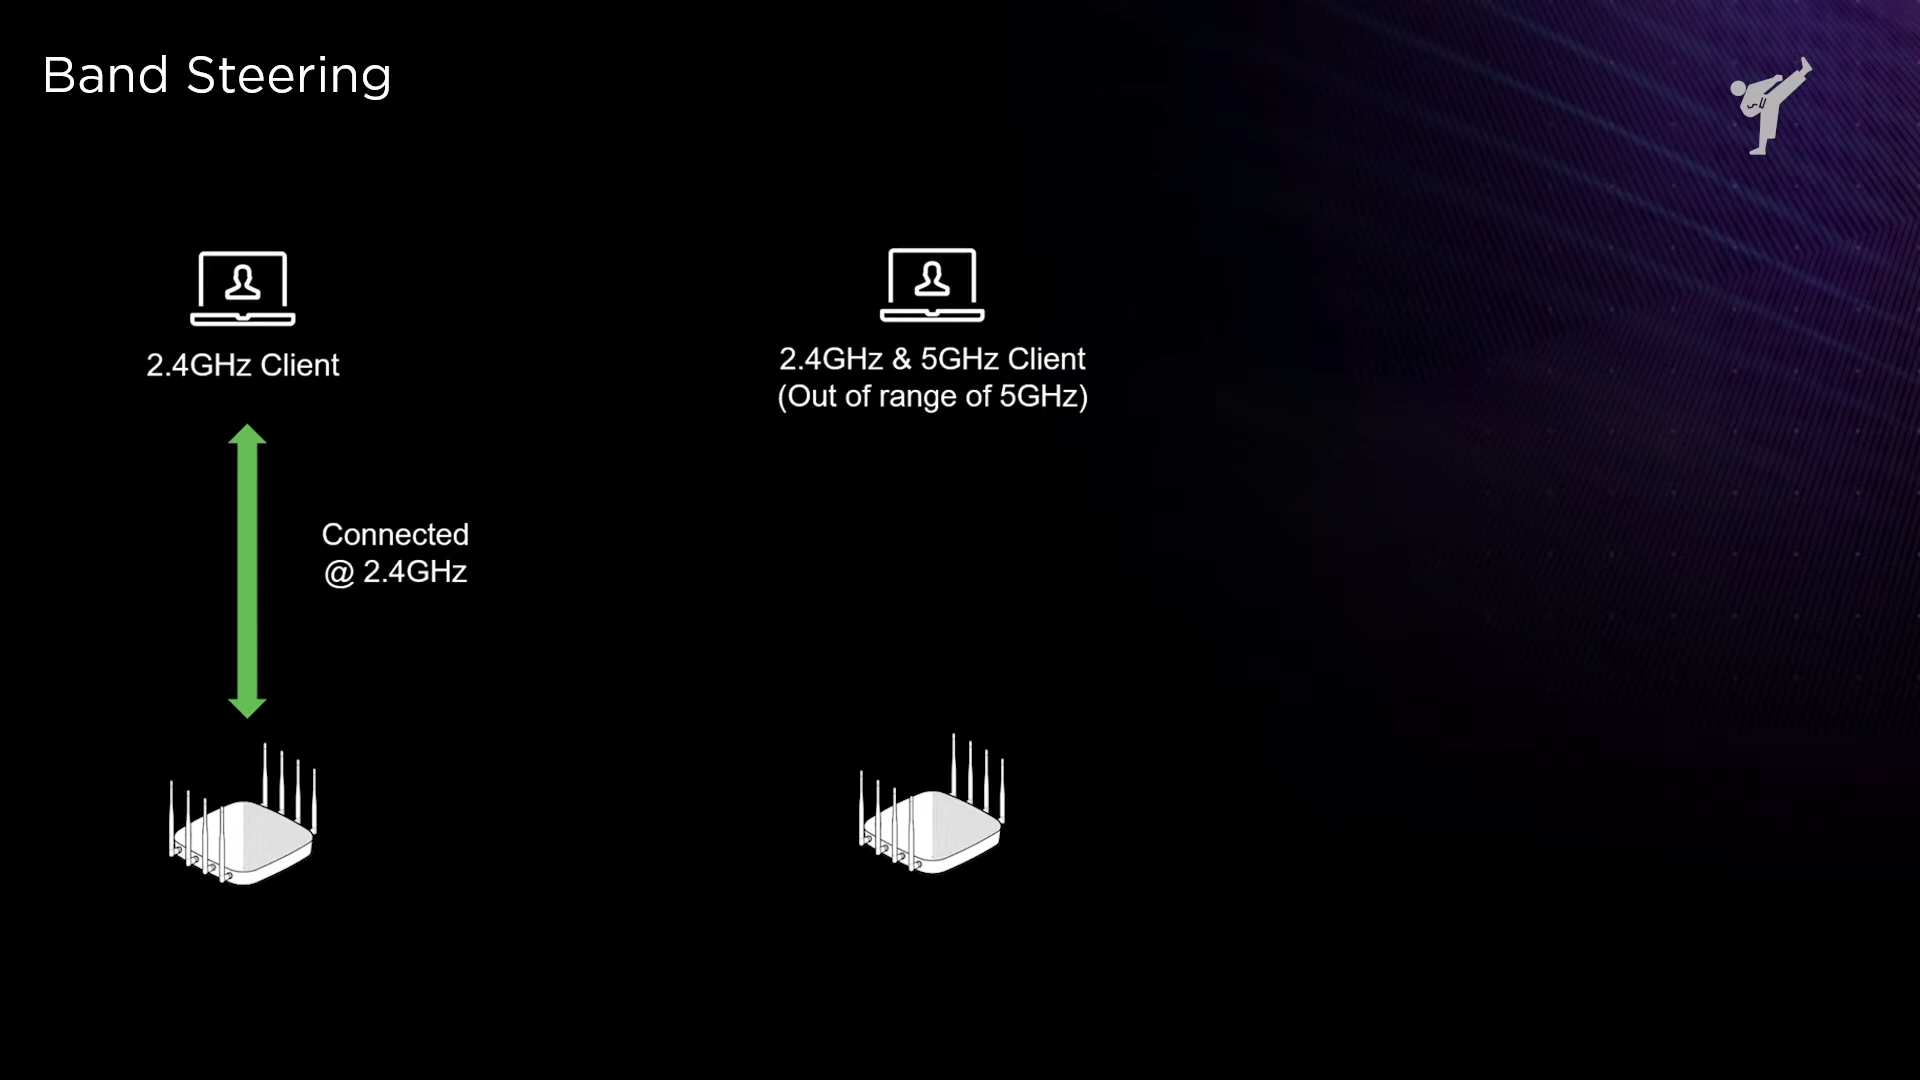 Band Steering
2.4GHz Client
2.4GHz & 5GHz Client
(Out of range of 5GHz)
Connected
@ 2.4GHz